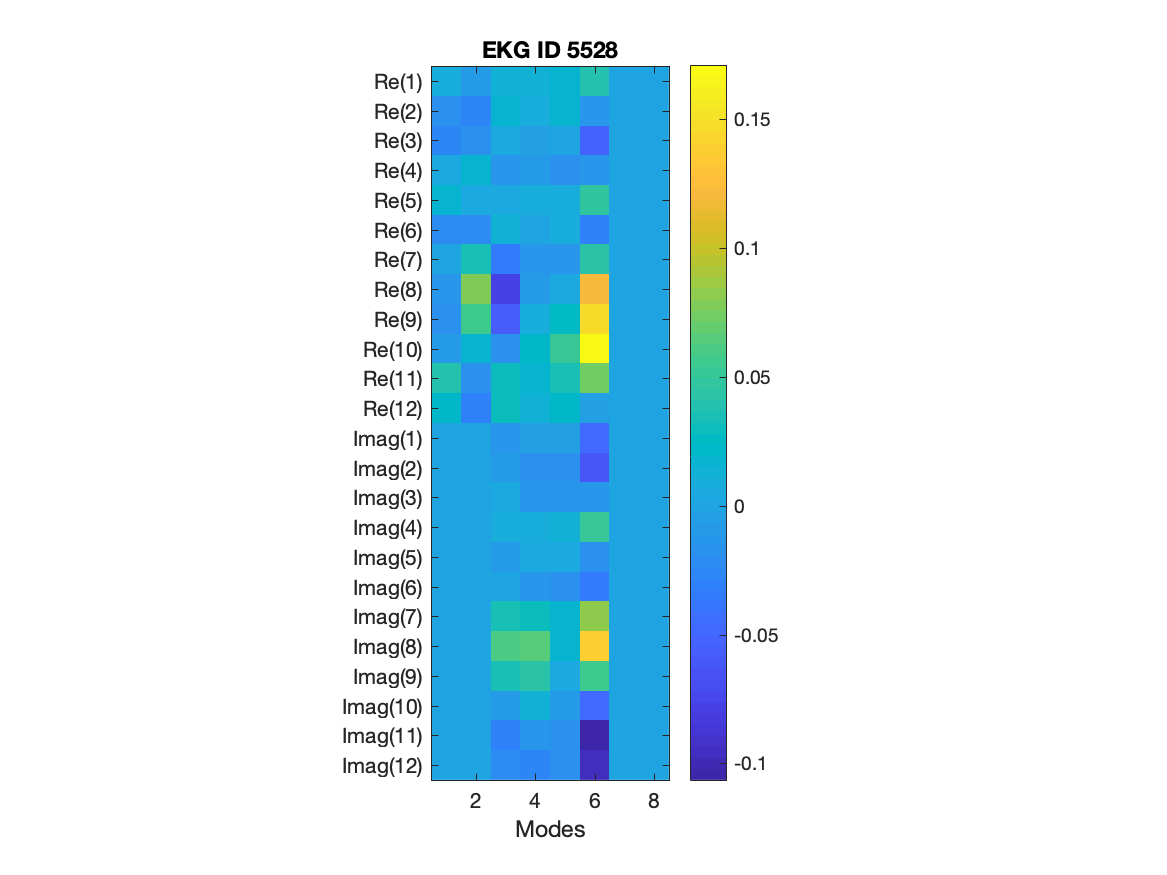 EKG ID 5528
Re(1)
Re(2)
Re(3)
Re(4)
Re(5)
Re(6)
Re(7)
Re(8)
Re(9)
Re(10)
Re(11)
Re(12)
Imag(1)
Imag(2)
Imag(3)
Imag(4)
Imag(5)
Imag(6)
Imag(7)
Imag(8)
Imag(9)
Imag(10)
Imag(11)
Imag(12)
2 4 6 8
Modes
0.15
0.1
0.05
0
-0.05
-0.1